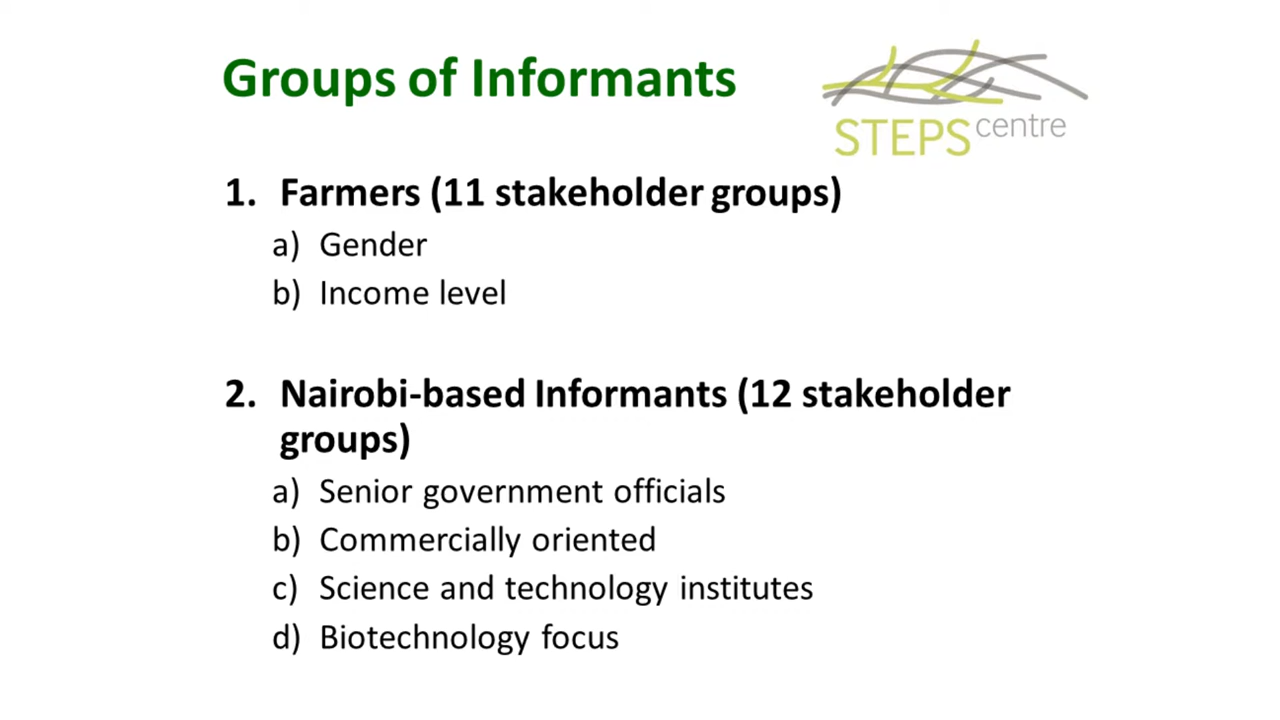 Groups of Informants
STEPS centre
1. Farmers (11 stakeholder groups)
a) Gender
b) Income level
2. Nairobi-based Informants (12 stakeholder
groups)
a) Senior government officials
b) Commercially oriented
c) Science and technology institutes
d) Biotechnology focus